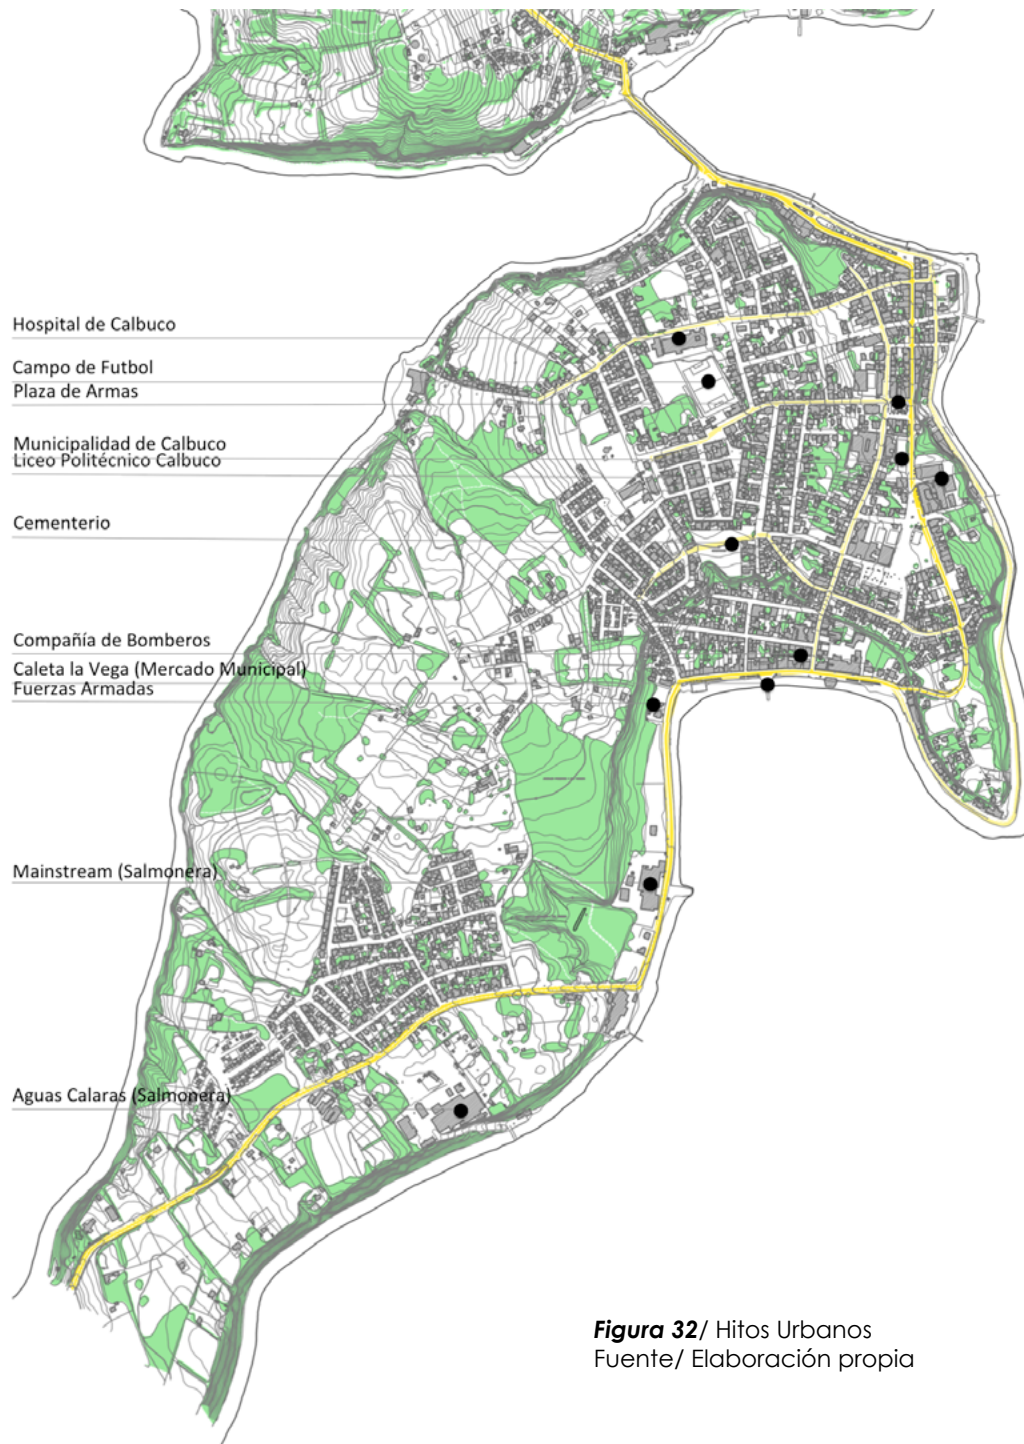 Hospital de Calbuco
Campo de Futbol
Plaza de Armas
Municipalidad de Calbuco
Liceo Politécnico Calbuco
Cementerio
Compañía de Bomberos
Caleta la Vega (Mercado Municipal)
Fuerzas Armadas
Mainstream (Salmonera)
Aguas Calaras (Salmonera)
Figura 32/ Hitos Urbanos
Fuente/ Elaboración propia